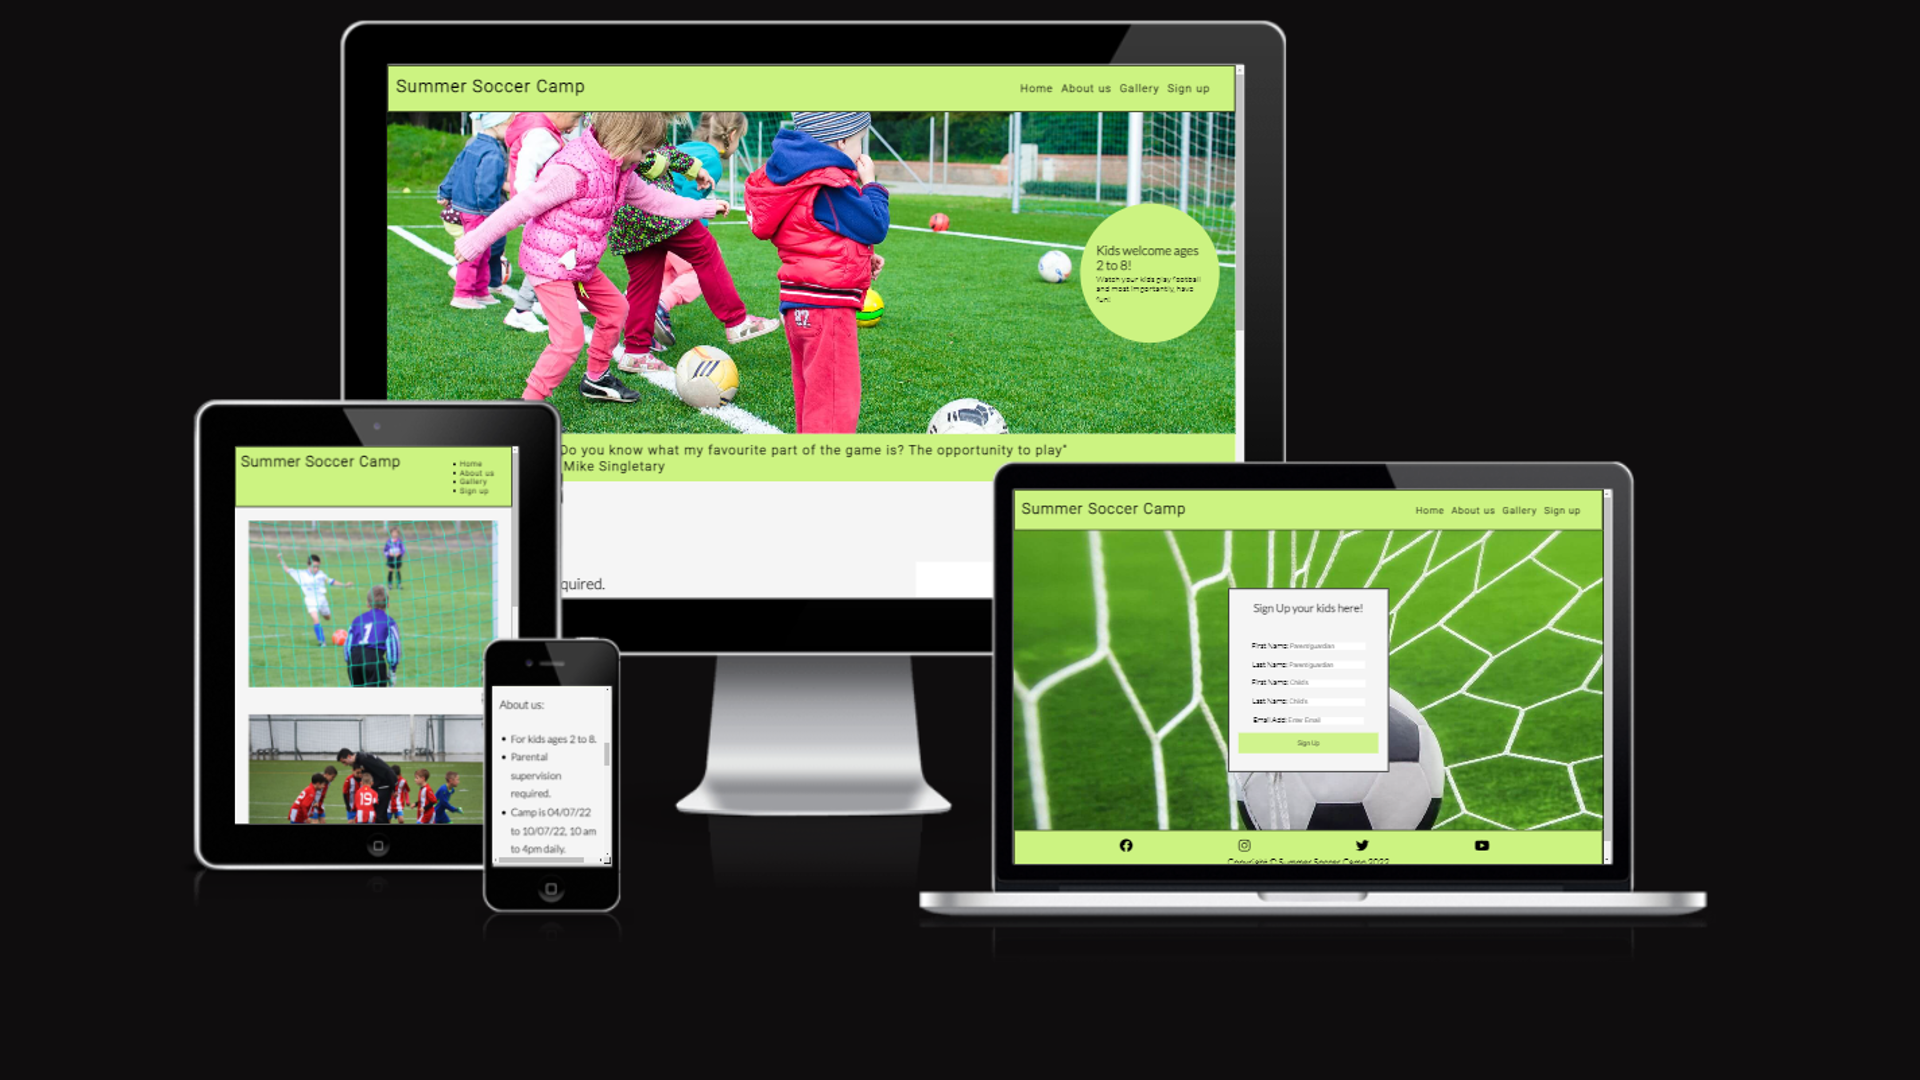 Summer Soccer Camp
Home About us Gallery Sign up
Kids welcome ages
2 to 8!
Watch your kids play football
and most importantly, have
fun!
Do you know what my favourite part of the game is? The opportunity to play"
Mike Singletary
quired.
Summer Soccer Camp
• Home
• About us
• Gallery
• Sign up
1
19
About us:
• For kids ages 2 to 8.
• Parental
supervision
required.
• Camp is 04/07/22
to 10/07/22, 10 am
to 4pm daily.
Summer Soccer Camp
Home About us Gallery Sign up
Sign Up your kids here!
First Name: Parent/guardian
Last Name: Parent/guardian
First Name: Child's
Last Name: Child's
Email Add: Enter Email
Sign Up
Copyright © Summer Soccer Camp 2022